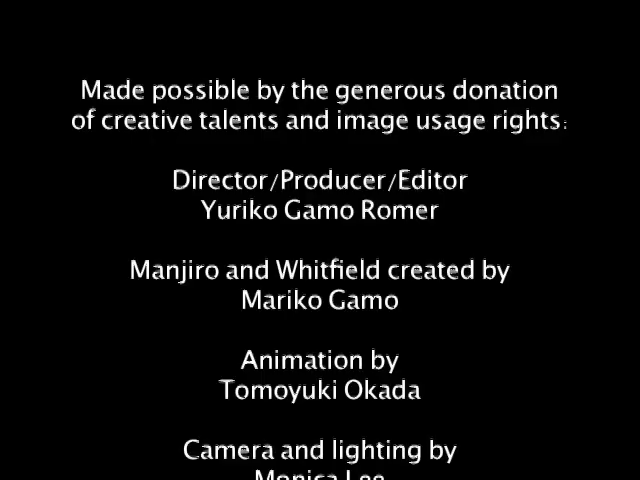 Made possible by the generous donation
of creative talents and image usage rights:
Director/Producer/Editor
Yuriko Gamo Romer
Manjiro and Whitfield created by
Mariko Gamo
Animation by
Tomoyuki Okada
Camera and lighting by
Monica Lee